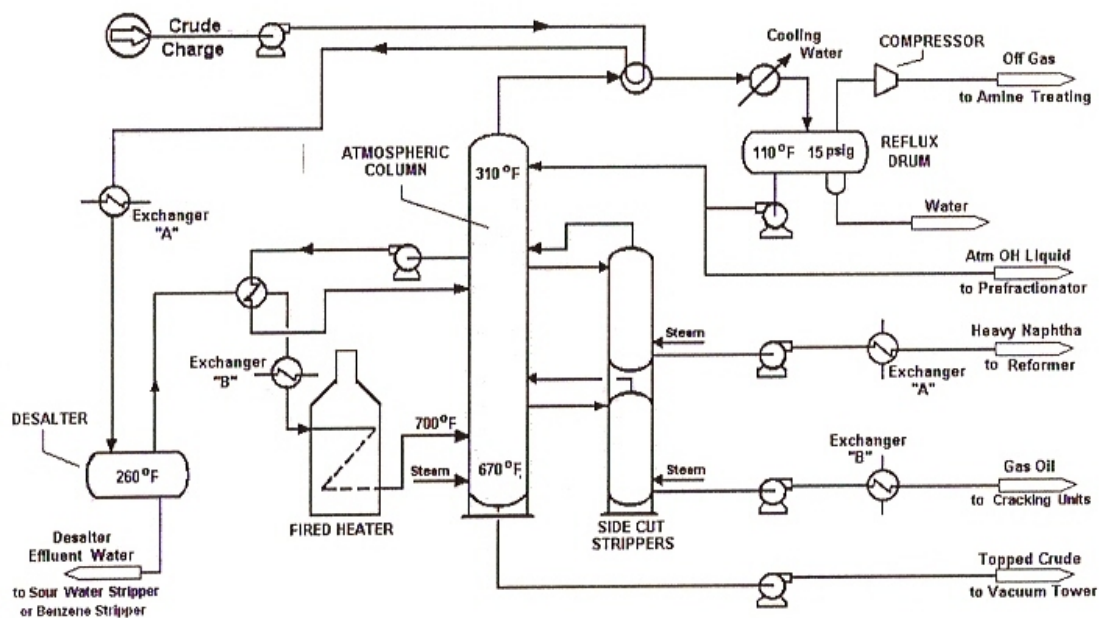 Crude
Charge
Cooling
Water
COMPRESSOR
Off Gas
to Amine Treating
ATMOSPHERIC
COLUMN
310°F
110°F 15 psig
REFLUX
DRUM
Water
Exchanger
"A"
Atm OH Liquid
to Prefractionator
Steam
Heavy Naphtha
to Reformer
Exchanger
"A"
Exchanger
"B"
DESALTER
260°F
700°F
Steam
670°F
Steam
Exchanger
"B"
Gas Oil
to Cracking Units
FIRED HEATER
SIDE CUT
STRIPPERS
Desalter
Effluent Water
to Sour Water Stripper
or Benzene Stripper
Topped Crude
to Vacuum Tower